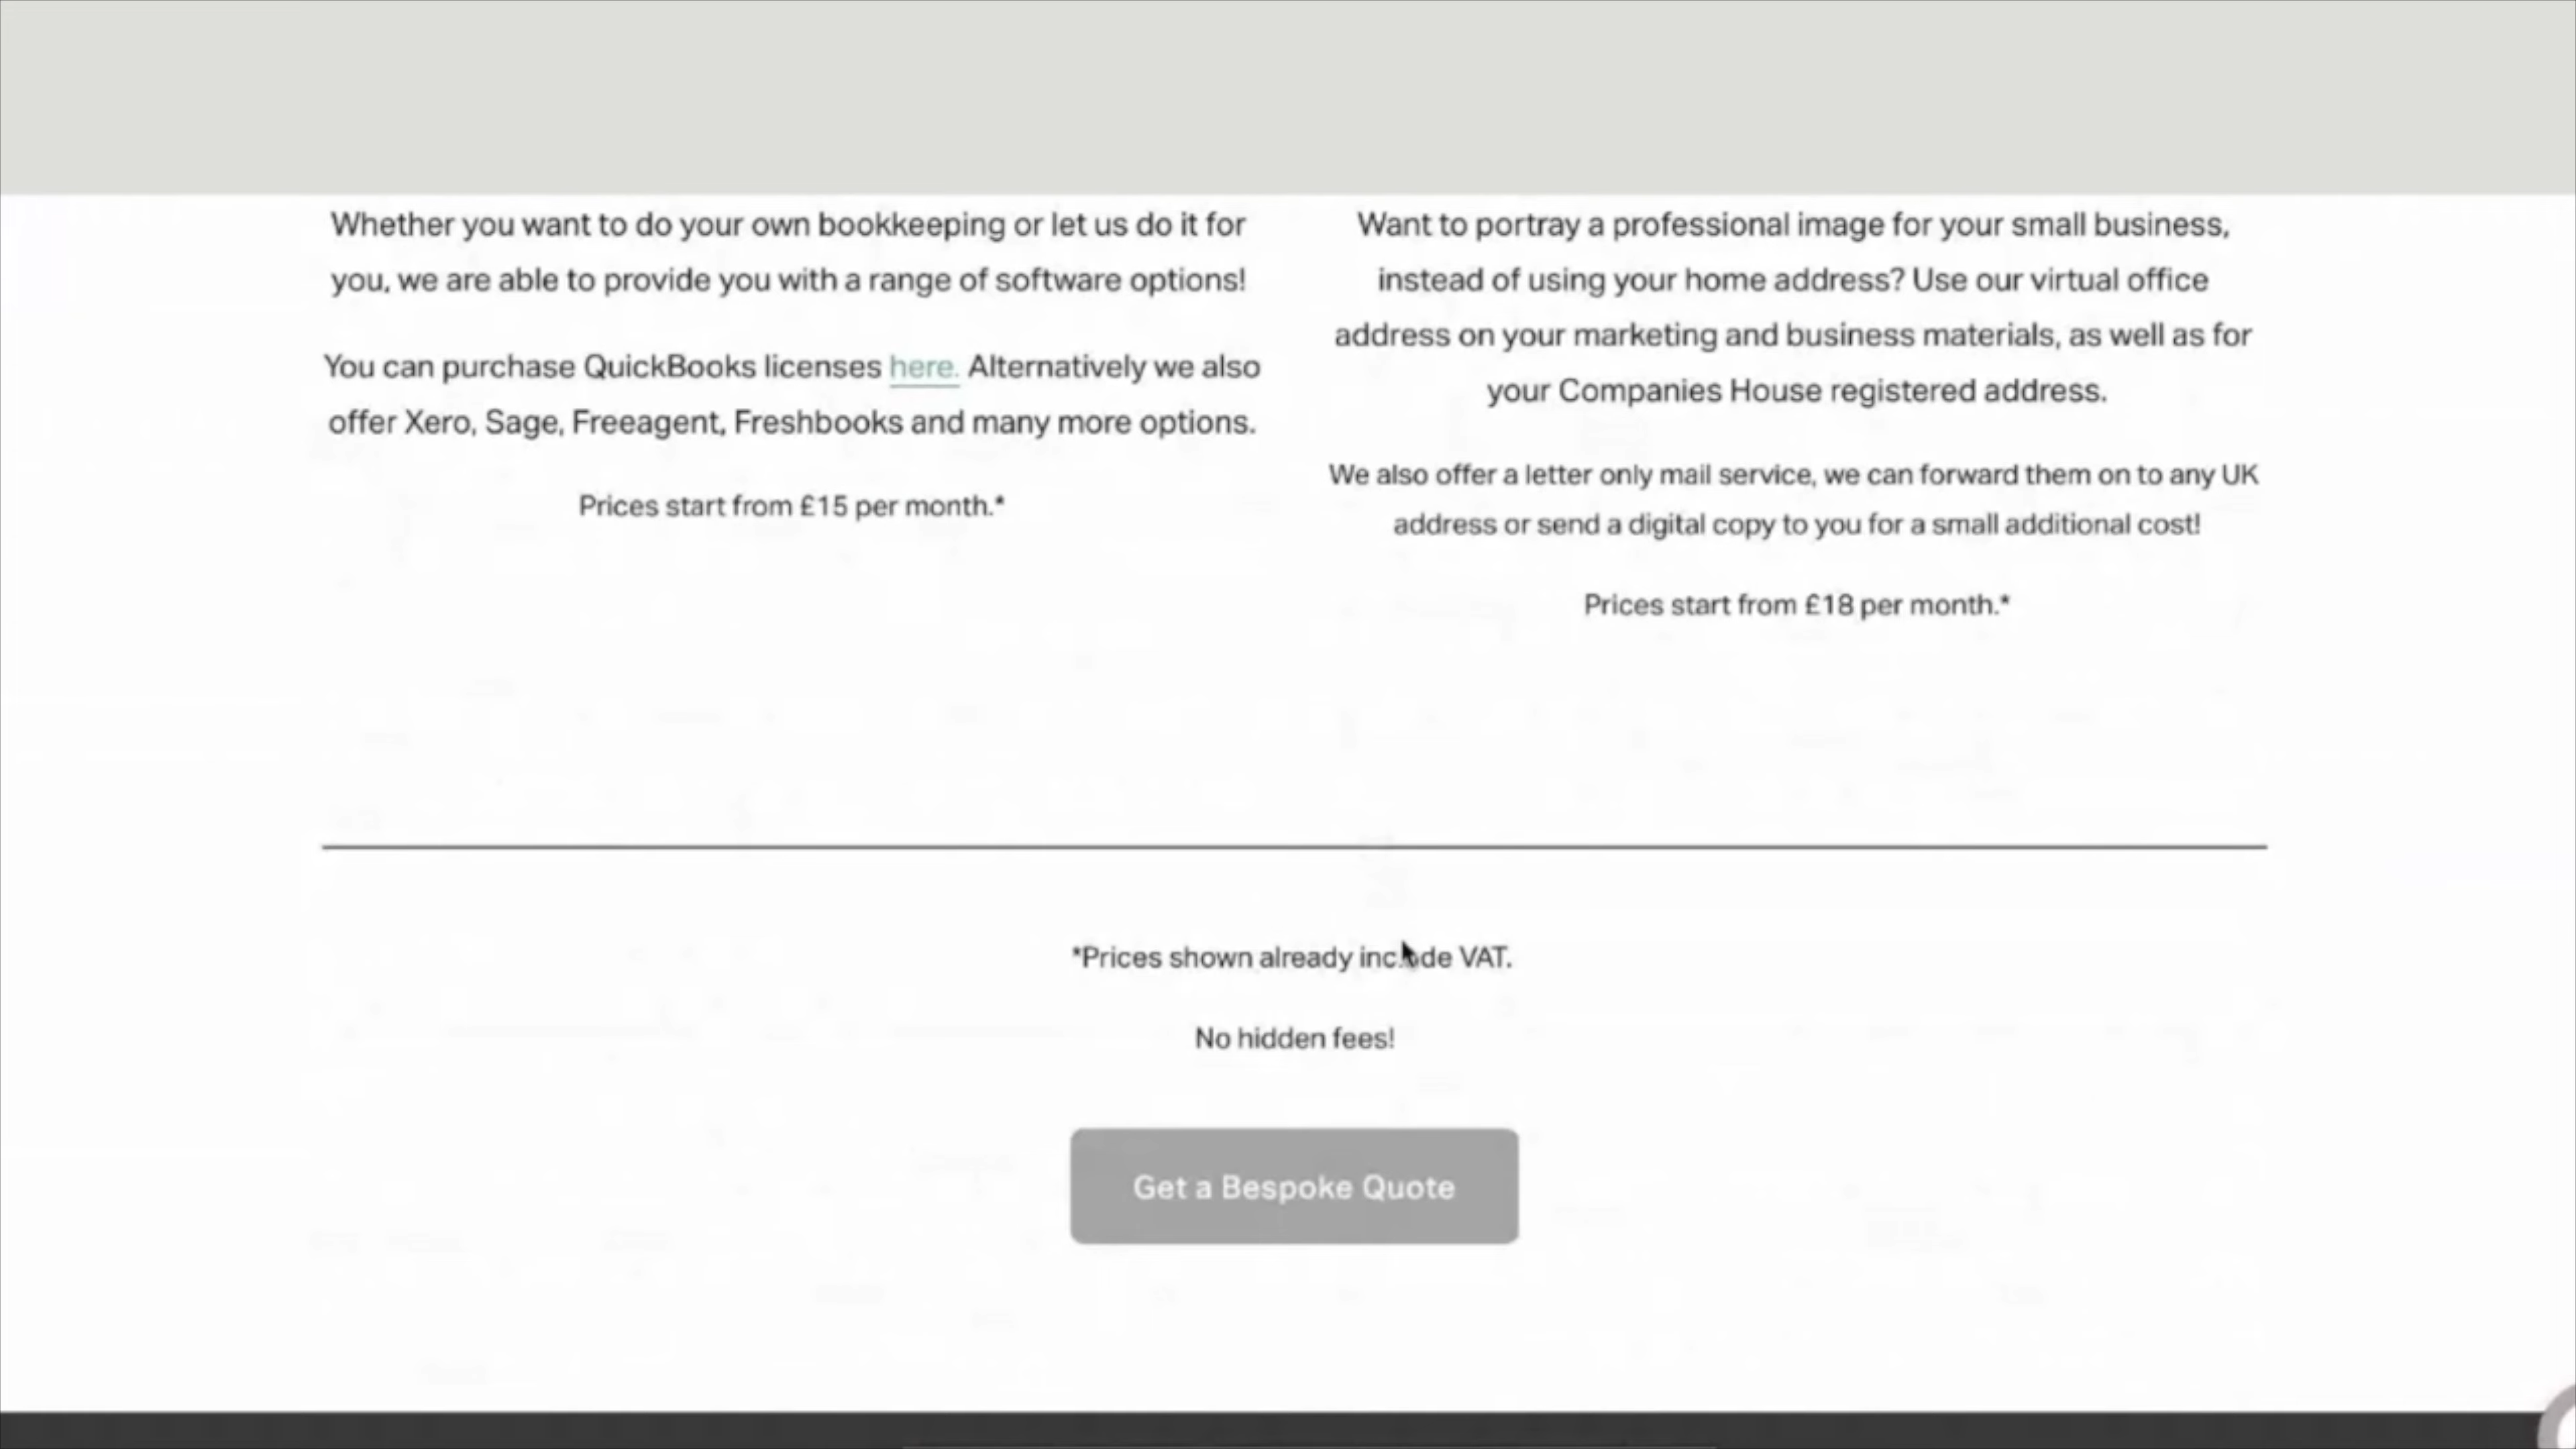 Whether you want to do your own bookkeeping or let us do it for
you, we are able to provide you with a range of software options!
You can purchase QuickBooks licenses here. Alternatively we also
offer Xero, Sage, Freeagent, Freshbooks and many more options.
Prices start from £15 per month.*
Want to portray a professional image for your small business,
instead of using your home address? Use our virtual office
address on your marketing and business materials, as well as for
your Companies House registered address.
We also offer a letter only mail service, we can forward them on to any UK
address or send a digital copy to you for a small additional cost!
Prices start from £18 per month.*
*Prices shown already include VAT.
No hidden fees!
Get a Bespoke Quote